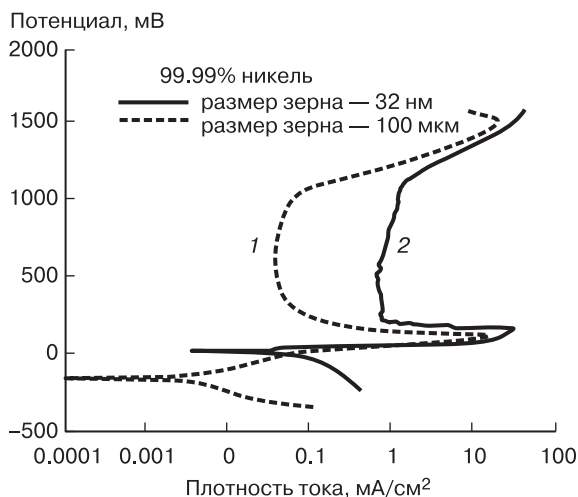 Потенциал, мВ
2000
99.99% никель
размер зерна — 32 нм
размер зерна — 100 мкм
1500
1000
1
2
500
0
–500
0.0001 0.001 0 0.1 1 10 100
Плотность тока, мА/см²